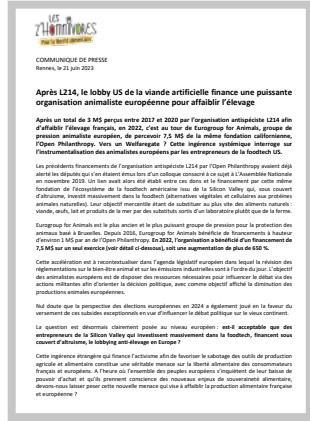 LES
Z'HOMNIVORES
Pour la liberté alimentaire
COMMUNIQUE DE PRESSE
Rennes, le 21 juin 2023
Après L214, le lobby US de la viande artificielle finance une puissante
organisation animaliste européenne pour affaiblir l'élevage
Après un total de 3 M$ perçus entre 2017 et 2020 par l'organisation antispéciste L214 afin
d'affaiblir l'élevage français, en 2022, c'est au tour de Eurogroup for Animals, groupe de
pression animaliste européen, de percevoir 7,5 M$ de la même fondation californienne,
l'Open Philanthropy. Vers un Welfaregate ? Cette ingérence systémique interroge sur
l'instrumentalisation des animalistes européens par les entrepreneurs de la foodtech US.
Les précédents financements de l'organisation antispéciste L214 par l'Open Philanthropy avaient déjà
alerté les députés qui s'en étaient émus lors d'un colloque consacré à ce sujet à L'Assemblée Nationale
en novembre 2019. Un lien avait alors été établi entre ces dons et le financement par cette même
fondation de l'écosystème de la foodtech américaine issu de la Silicon Valley qui, sous couvert
d'altruisme, investit massivement dans la foodtech (alternatives végétales et cellulaires aux protéines
animales naturelles). Leur objectif mercantile étant de substituer au plus vite des aliments naturels :
viande, œufs, lait et produits de la mer par des substituts sortis d'un laboratoire plutôt que de la ferme.
Eurogroup for Animals est le plus ancien et le plus puissant groupe de pression pour la protection des
animaux basé à Bruxelles. Depuis 2016, Eurogroup for Animals bénéficie de financements à hauteur
d'environ 1 M$ par an de l'Open Philanthropy. En 2022, l'organisation a bénéficié d'un financement de
7,5 M$ sur un seul exercice (voir détail ci-dessous), soit une augmentation de plus de 650 %.
Cette accélération est à recontextualiser dans l'agenda législatif européen dans lequel la révision des
réglementations sur le bien-être animal et sur les émissions industrielles sont à l'ordre du jour. L'objectif
des animalistes européens est de disposer des ressources nécessaires pour influencer le débat via des
actions militantes afin d'orienter la décision politique, avec comme objectif affiché la diminution des
productions animales européennes.
Nul doute que la perspective des élections européennes en 2024 a également joué en la faveur du
versement de ces subsides exceptionnels en vue d'influencer le débat politique sur le vieux continent.
La question est désormais clairement posée au niveau européen : est-il acceptable que des
entrepreneurs de la Silicon Valley qui investissent massivement dans la foodtech, financent sous
couvert d'altruisme, le lobbying anti-élevage en Europe ?
Cette ingérence étrangère qui finance l'activisme afin de favoriser le sabotage des outils de production
agricole et alimentaire constitue une véritable menace sur la liberté alimentaire des consommateurs
français et européens. A l'heure où l'ensemble des peuples européens s'inquiètent de leur baisse de
pouvoir d'achat et qu'ils prennent conscience des nouveaux enjeux de souveraineté alimentaire,
devons-nous laisser peser cette nouvelle menace qui vise à affaiblir la production alimentaire française
et européenne ?